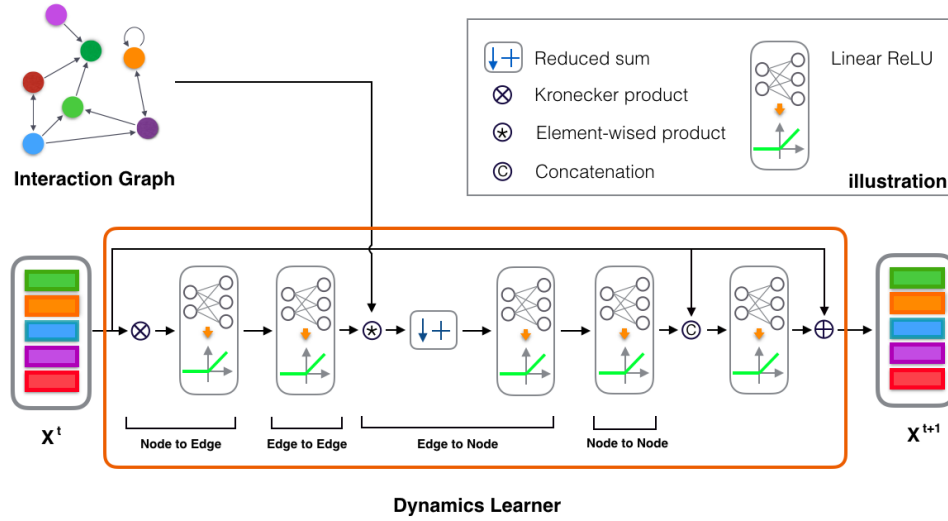 Reduced sum
Linear ReLU
Kronecker product
Element-wised product
C Concatenation
illustration
Interaction Graph
C
X t
Node to Edge
Edge to Edge
Edge to Node
Node to Node
X t+1
Dynamics Learner